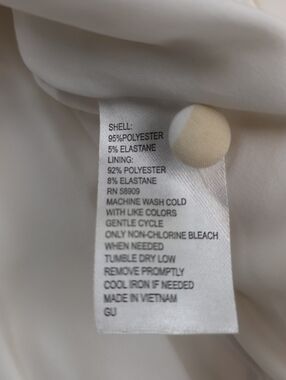 SHELL:
95%POLYESTER
5% ELASTANE
LINING:
92% POLYESTER
8% ELASTANE
RN 58909
MACHINE WASH COLD
WITH LIKE COLORS
GENTLE CYCLE
ONLY NON-CHLORINE BLEACH
WHEN NEEDED
TUMBLE DRY LOW
REMOVE PROMPTLY
COOL IRON IF NEEDED
MADE IN VIETNAM
GU